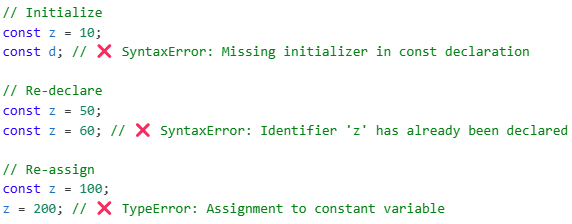 // Initialize
const z = 10;
const d; // ❌ SyntaxError: Missing initializer in const declaration
// Re-declare
const z = 50;
const z = 60; // ❌ SyntaxError: Identifier 'z' has already been declared
// Re-assign
const z = 100;
z = 200; // ❌ TypeError: Assignment to constant variable